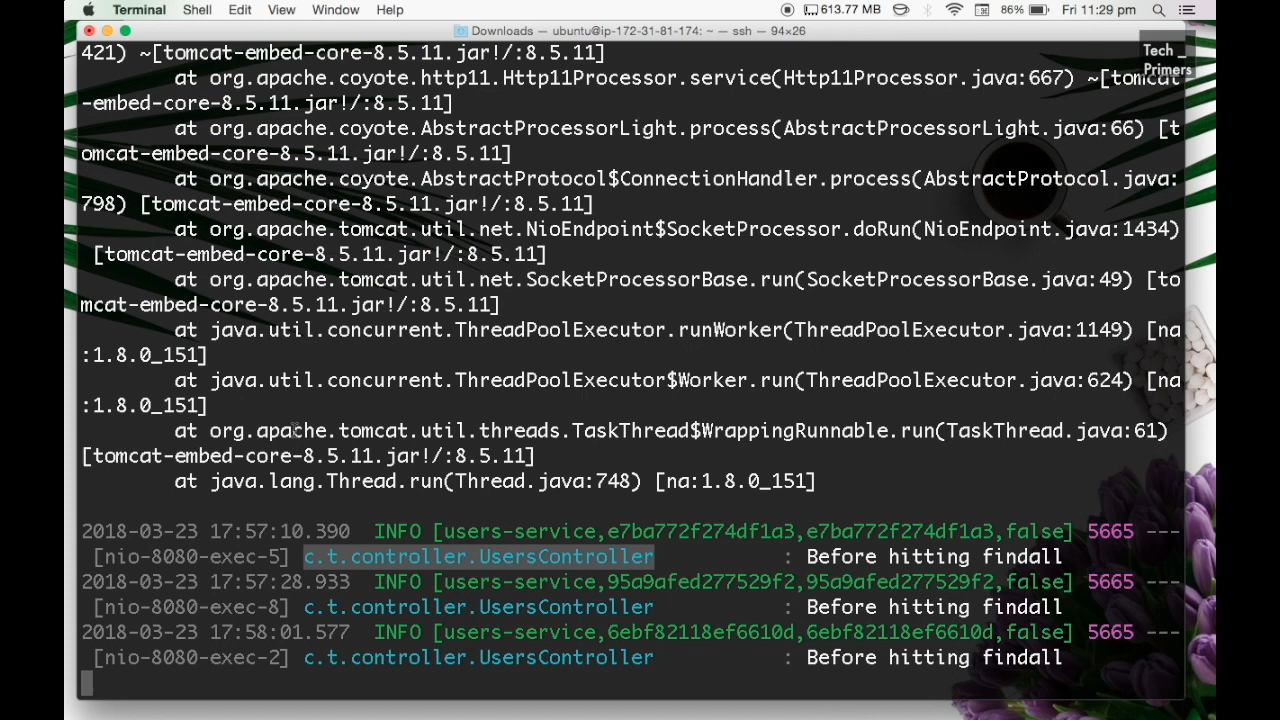 Terminal Shell Edit View Window Help 613.77 MB 86% Fri 11:29 pm
Downloads — ubuntu@ip-172-31-81-174: ~ — ssh — 94×26
Tech _
Primers
421) ~[tomcat-embed-core-8.5.11.jar!/:8.5.11]
at org.apache.coyote.http11.Http11Processor.service(Http11Processor.java:667) ~[tomcat
-embed-core-8.5.11.jar!/:8.5.11]
at org.apache.coyote.AbstractProcessorLight.process(AbstractProcessorLight.java:66) [t
omcat-embed-core-8.5.11.jar!/:8.5.11]
at org.apache.coyote.AbstractProtocol$ConnectionHandler.process(AbstractProtocol.java:
798) [tomcat-embed-core-8.5.11.jar!/:8.5.11]
at org.apache.tomcat.util.net.NioEndpoint$SocketProcessor.doRun(NioEndpoint.java:1434)
[tomcat-embed-core-8.5.11.jar!/:8.5.11]
at org.apache.tomcat.util.net.SocketProcessorBase.run(SocketProcessorBase.java:49) [to
mcat-embed-core-8.5.11.jar!/:8.5.11]
at java.util.concurrent.ThreadPoolExecutor.runWorker(ThreadPoolExecutor.java:1149) [na
:1.8.0_151]
at java.util.concurrent.ThreadPoolExecutor$Worker.run(ThreadPoolExecutor.java:624) [na
:1.8.0_151]
at org.apache.tomcat.util.threads.TaskThread$WrappingRunnable.run(TaskThread.java:61)
[tomcat-embed-core-8.5.11.jar!/:8.5.11]
at java.lang.Thread.run(Thread.java:748) [na:1.8.0_151]
2018-03-23 17:57:10.390 INFO [users-service,e7ba772f274df1a3,e7ba772f274df1a3,false] 5665 ---
[nio-8080-exec-5] c.t.controller.UsersController : Before hitting findall
2018-03-23 17:57:28.933 INFO [users-service,95a9afed277529f2,95a9afed277529f2,false] 5665 ---
[nio-8080-exec-8] c.t.controller.UsersController : Before hitting findall
2018-03-23 17:58:01.577 INFO [users-service,6ebf82118ef6610d,6ebf82118ef6610d,false] 5665 ---
[nio-8080-exec-2] c.t.controller.UsersController : Before hitting findall